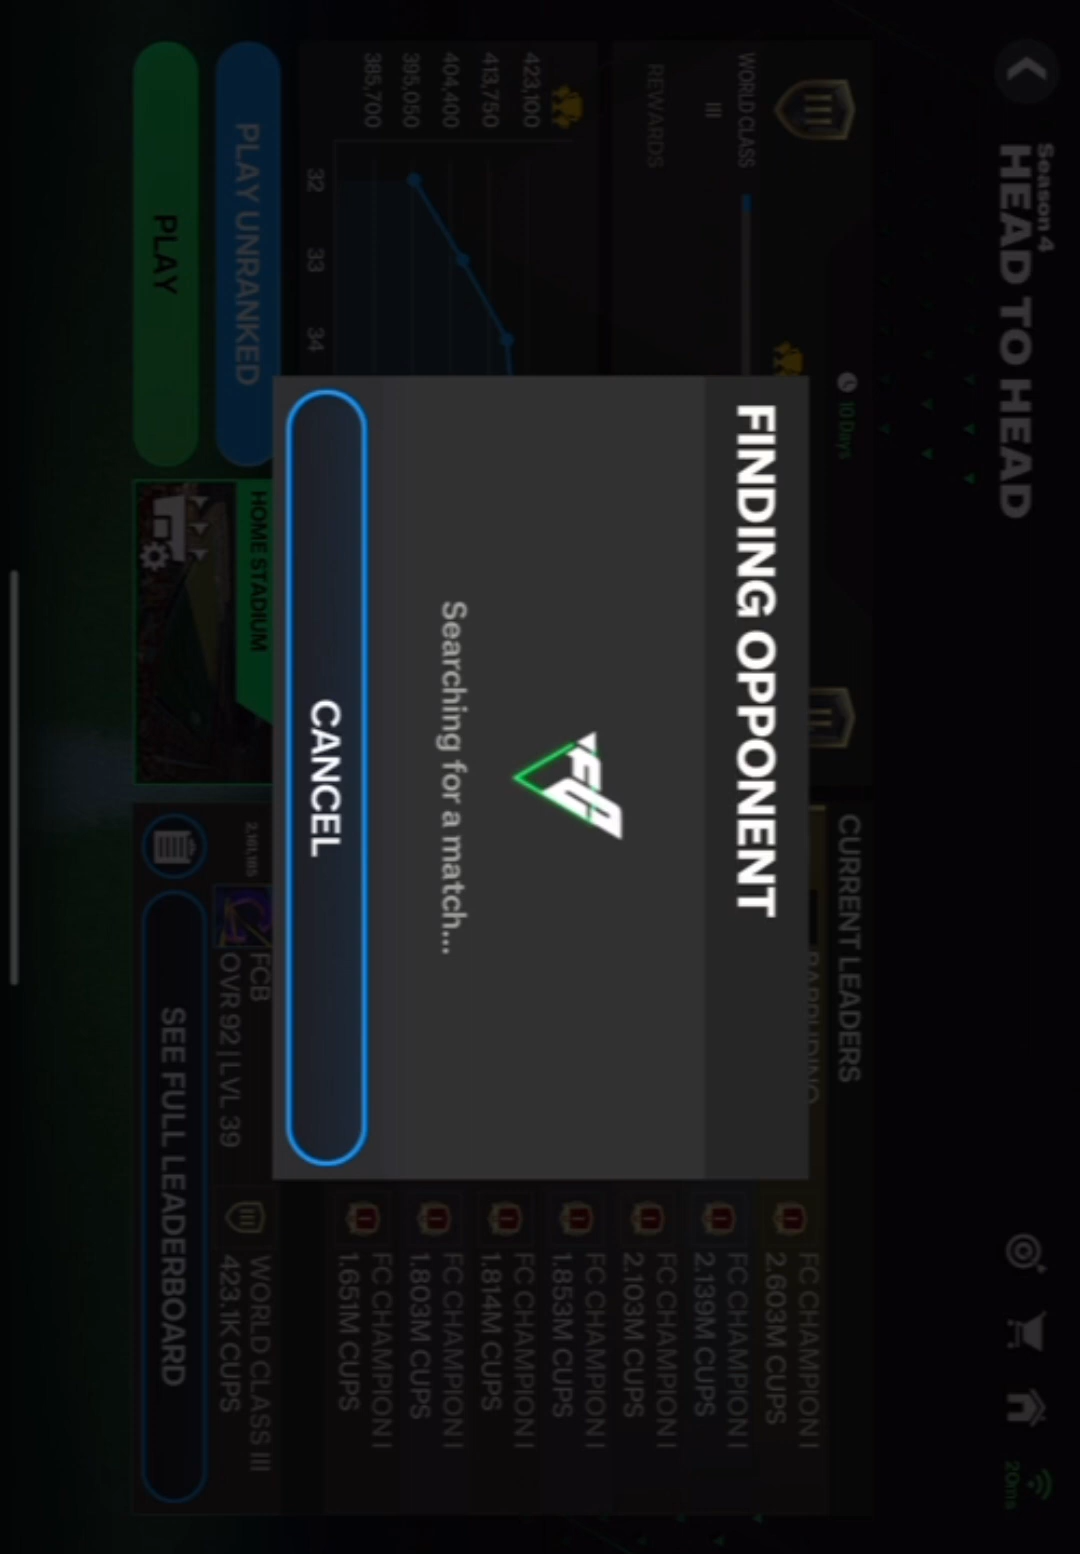 Season 4
HEAD TO HEAD
20ms
10 Days
WORLD CLASS
III
REWARDS
423,100
413,750
404,400
395,050
385,700
32
33
34
PLAY UNRANKED
PLAY
HOME STADIUM
FINDING OPPONENT
FC
Searching for a match...
CANCEL
CURRENT LEADERS
FC CHAMPION I
2.603M CUPS
FC CHAMPION I
2.139M CUPS
FC CHAMPION I
2.103M CUPS
FC CHAMPION I
1.853M CUPS
FC CHAMPION I
1.814M CUPS
FC CHAMPION I
1.803M CUPS
FC CHAMPION I
1.651M CUPS
FCB
OVR 92 | LVL 39
WORLD CLASS III
423.1K CUPS
SEE FULL LEADERBOARD